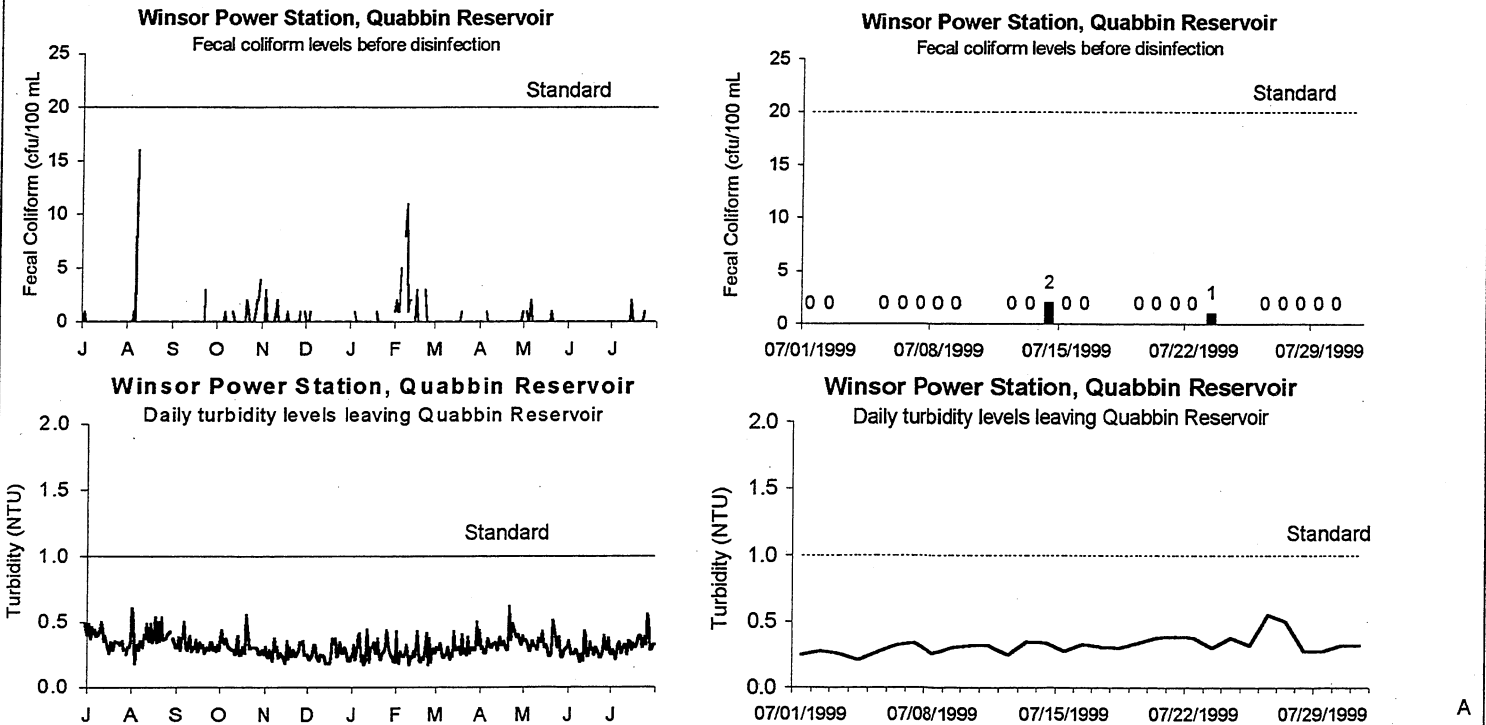 Winsor Power Station, Quabbin Reservoir
Fecal coliform levels before disinfection
Fecal Coliform (cfu/100 mL)
25
20
15
10
5
0
Standard
J A S O N D J F M A M J J
Winsor Power Station, Quabbin Reservoir
Fecal coliform levels before disinfection
Fecal Coliform (cfu/100 mL
25
20
15
10
5
0
Standard
0 0 0 0 0 0 0 0 0 2 0 0 0 0 0 0 1 0 0 0 0 0
07/01/1999 07/08/1999 07/15/1999 07/22/1999 07/29/1999
Winsor Power Station, Quabbin Reservoir
Daily turbidity levels leaving Quabbin Reservoir
Turbidity (NTU)
2.0
1.5
1.0
0.5
0.0
Standard
J A S O N D J F M A M J J
Winsor Power Station, Quabbin Reservoir
Daily turbidity levels leaving Quabbin Reservoir
Turbidity (NTU)
2.0
1.5
1.0
0.5
0.0
Standard
07/01/1999 07/08/1999 07/15/1999 07/22/1999 07/29/1999
A